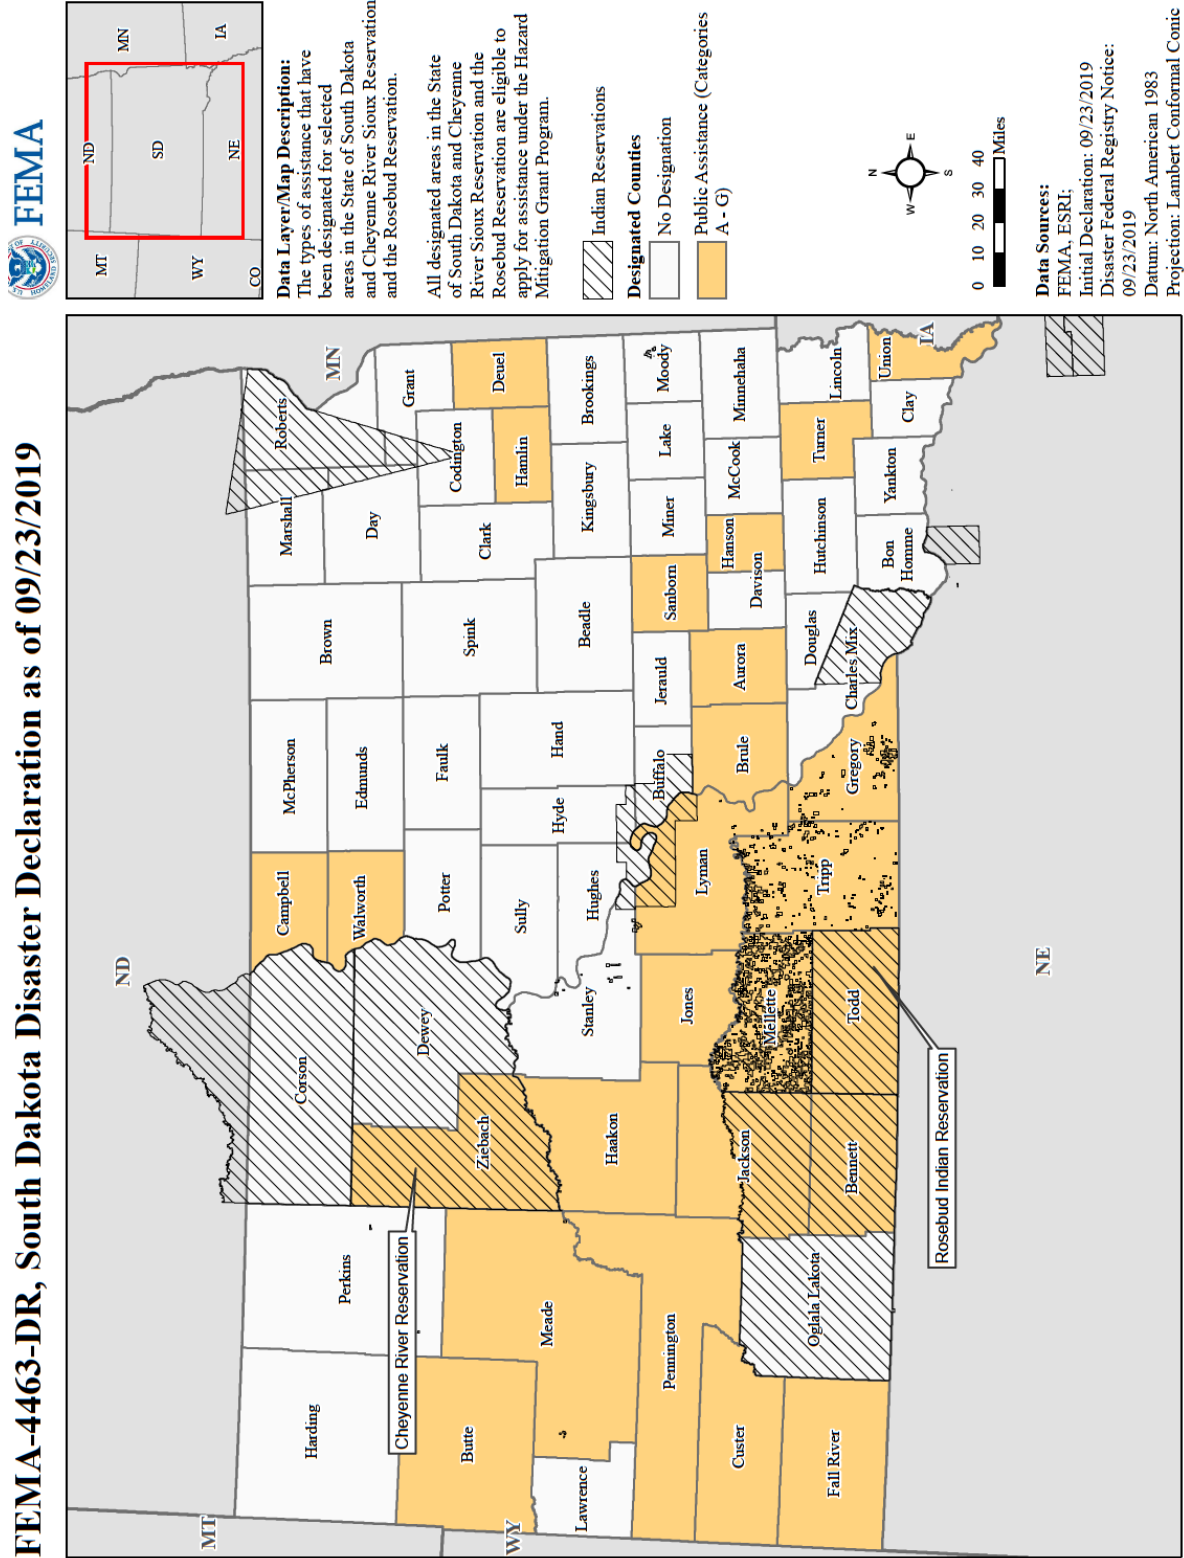 FEMA-4463-DR, South Dakota Disaster Declaration as of 09/23/2019
FEMA
MT
ND
MN
WY
SD
IA
NE
CO
Data Layer/Map Description:
The types of assistance that have
been designated for selected
areas in the State of South Dakota
and Cheyenne River Sioux Reservation
and the Rosebud Reservation.
All designated areas in the State
of South Dakota and Cheyenne
River Sioux Reservation and the
Rosebud Reservation are eligible to
apply for assistance under the Hazard
Mitigation Grant Program.
Indian Reservations
Designated Counties
No Designation
Public Assistance (Categories
A - G)
N
W
E
S
0 10 20 30 40
Miles
Data Sources:
FEMA, ESRI;
Initial Declaration: 09/23/2019
Disaster Federal Registry Notice:
09/23/2019
Datum: North American 1983
Projection: Lambert Conformal Conic
MT
ND
MN
WY
NE
IA
Harding
Perkins
Corson
Campbell
McPherson
Brown
Marshall
Roberts
Walworth
Edmunds
Day
Grant
Butte
Ziebach
Dewey
Potter
Faulk
Spink
Clark
Codington
Deuel
Hamlin
Cheyenne River Reservation
Meade
Sully
Hyde
Hand
Beadle
Kingsbury
Brookings
Lawrence
Haakon
Stanley
Hughes
Buffalo
Jerauld
Sanborn
Miner
Lake
Moody
Pennington
Jones
Lyman
Brule
Aurora
Davison
Hanson
McCook
Minnehaha
Custer
Jackson
Mellette
Tripp
Gregory
Charles Mix
Douglas
Hutchinson
Turner
Lincoln
Fall River
Oglala Lakota
Bennett
Todd
Bon
Homme
Yankton
Clay
Union
Rosebud Indian Reservation